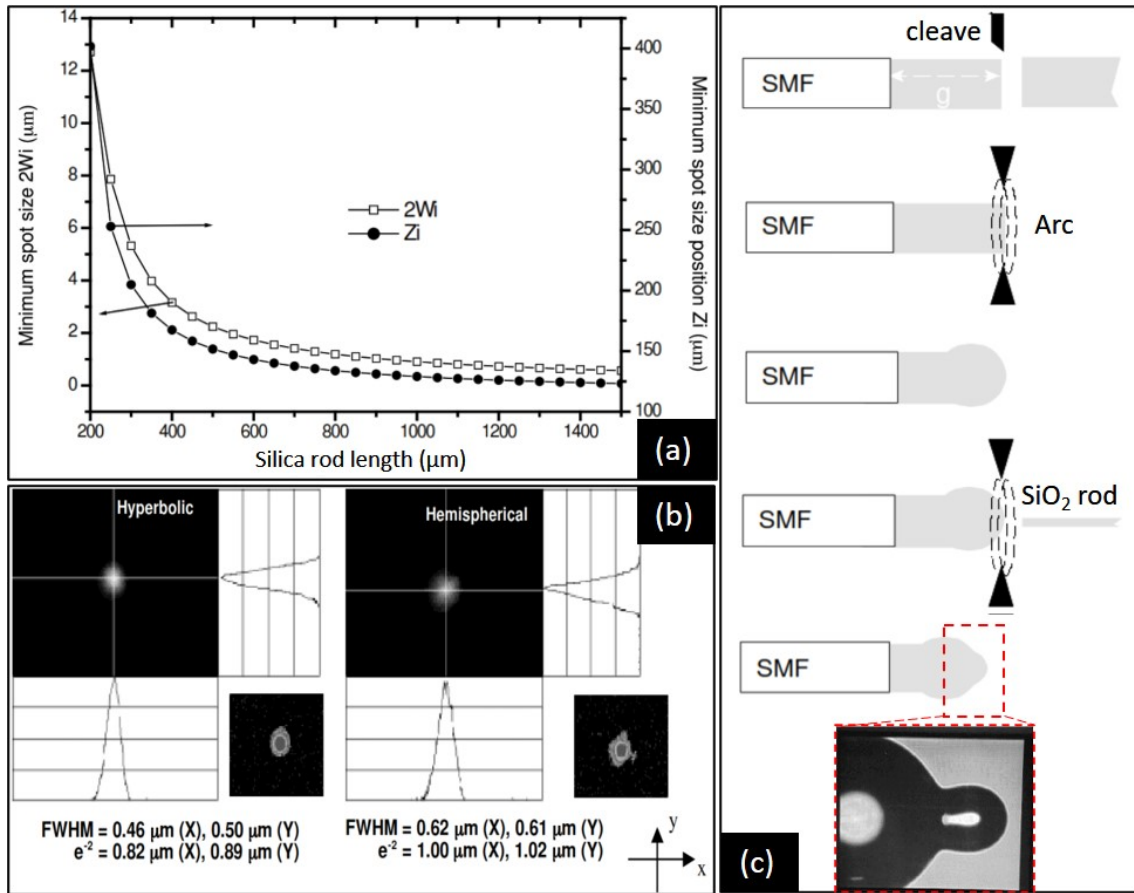 14
12
10
8
6
4
2
0
Minimum spot size 2Wi (μm)
2Wi
Zi
400
350
300
250
200
150
100
Minimum spot size position Zi (μm)
200 400 600 800 1000 1200 1400
Silica rod length (μm)
(a)
Hyperbolic
FWHM = 0.46 μm (X), 0.50 μm (Y)
e⁻² = 0.82 μm (X), 0.89 μm (Y)
Hemispherical
(b)
FWHM = 0.62 μm (X), 0.61 μm (Y)
e⁻² = 1.00 μm (X), 1.02 μm (Y)
y
x
cleave
SMF
g
SMF
Arc
SMF
SMF
SiO₂ rod
SMF
(c)